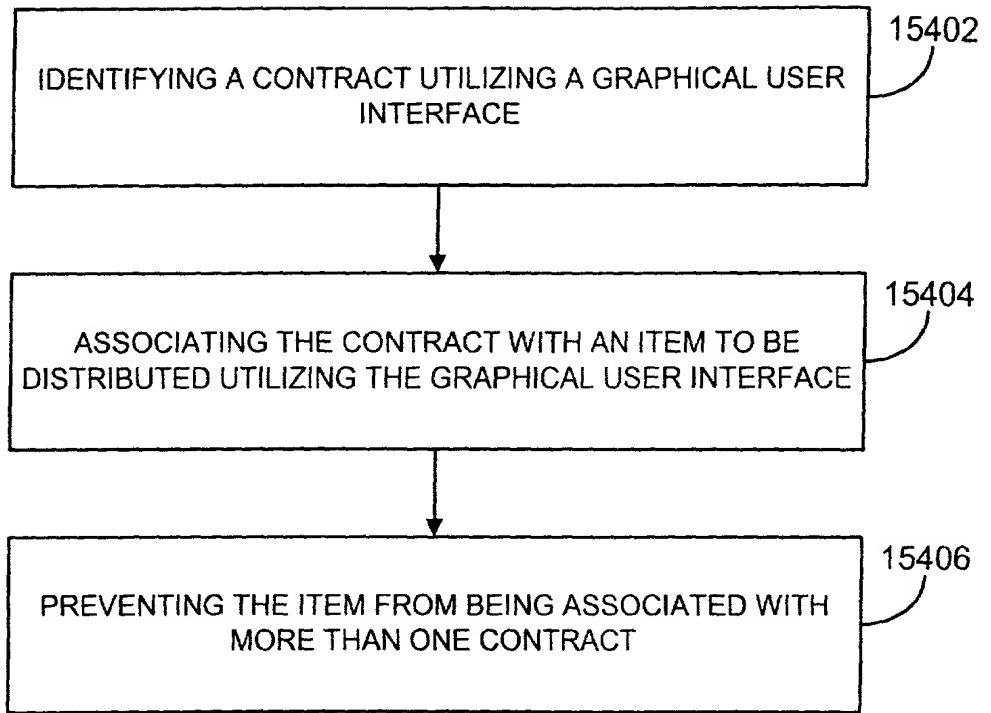 15402
IDENTIFYING A CONTRACT UTILIZING A GRAPHICAL USER
INTERFACE
15404
ASSOCIATING THE CONTRACT WITH AN ITEM TO BE
DISTRIBUTED UTILIZING THE GRAPHICAL USER INTERFACE
15406
PREVENTING THE ITEM FROM BEING ASSOCIATED WITH
MORE THAN ONE CONTRACT